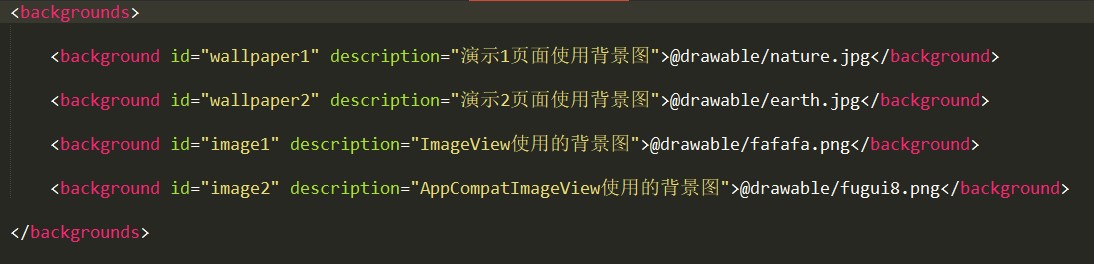 <backgrounds>
<background id="wallpaper1" description="演示1页面使用背景图">@drawable/nature.jpg</background>
<background id="wallpaper2" description="演示2页面使用背景图">@drawable/earth.jpg</background>
<background id="image1" description="ImageView使用的背景图">@drawable/fafafa.png</background>
<background id="image2" description="AppCompatImageView使用的背景图">@drawable/fugui8.png</background>
</backgrounds>